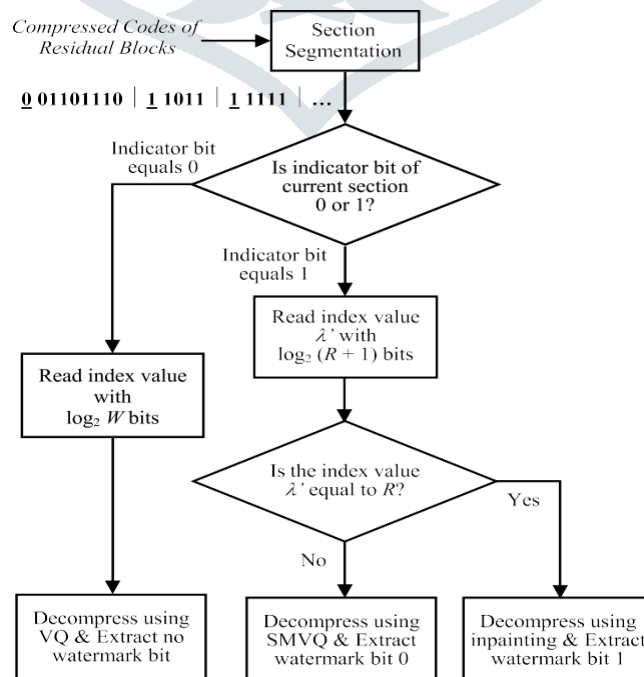 Compressed Codes of
Residual Blocks
Section
Segmentation
0 01101110 | 1 1011 | 1 1111 | ...
Indicator bit
equals 0
Is indicator bit of
current section
0 or 1?
Indicator bit
equals 1
Read index value
λ’ with
log₂ (R + 1) bits
Read index value
with
log₂ W bits
Is the index value
λ’ equal to R?
Yes
No
Decompress using
VQ & Extract no
watermark bit
Decompress using
SMVQ & Extract
watermark bit 0
Decompress using
inpainting & Extract
watermark bit 1